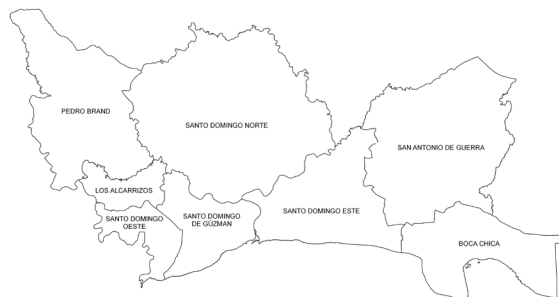 PEDRO BRAND
SANTO DOMINGO NORTE
SAN ANTONIO DE GUERRA
LOS ALCARRIZOS
SANTO DOMINGO
OESTE
SANTO DOMINGO
DE GÚZMAN
SANTO DOMINGO ESTE
BOCA CHICA